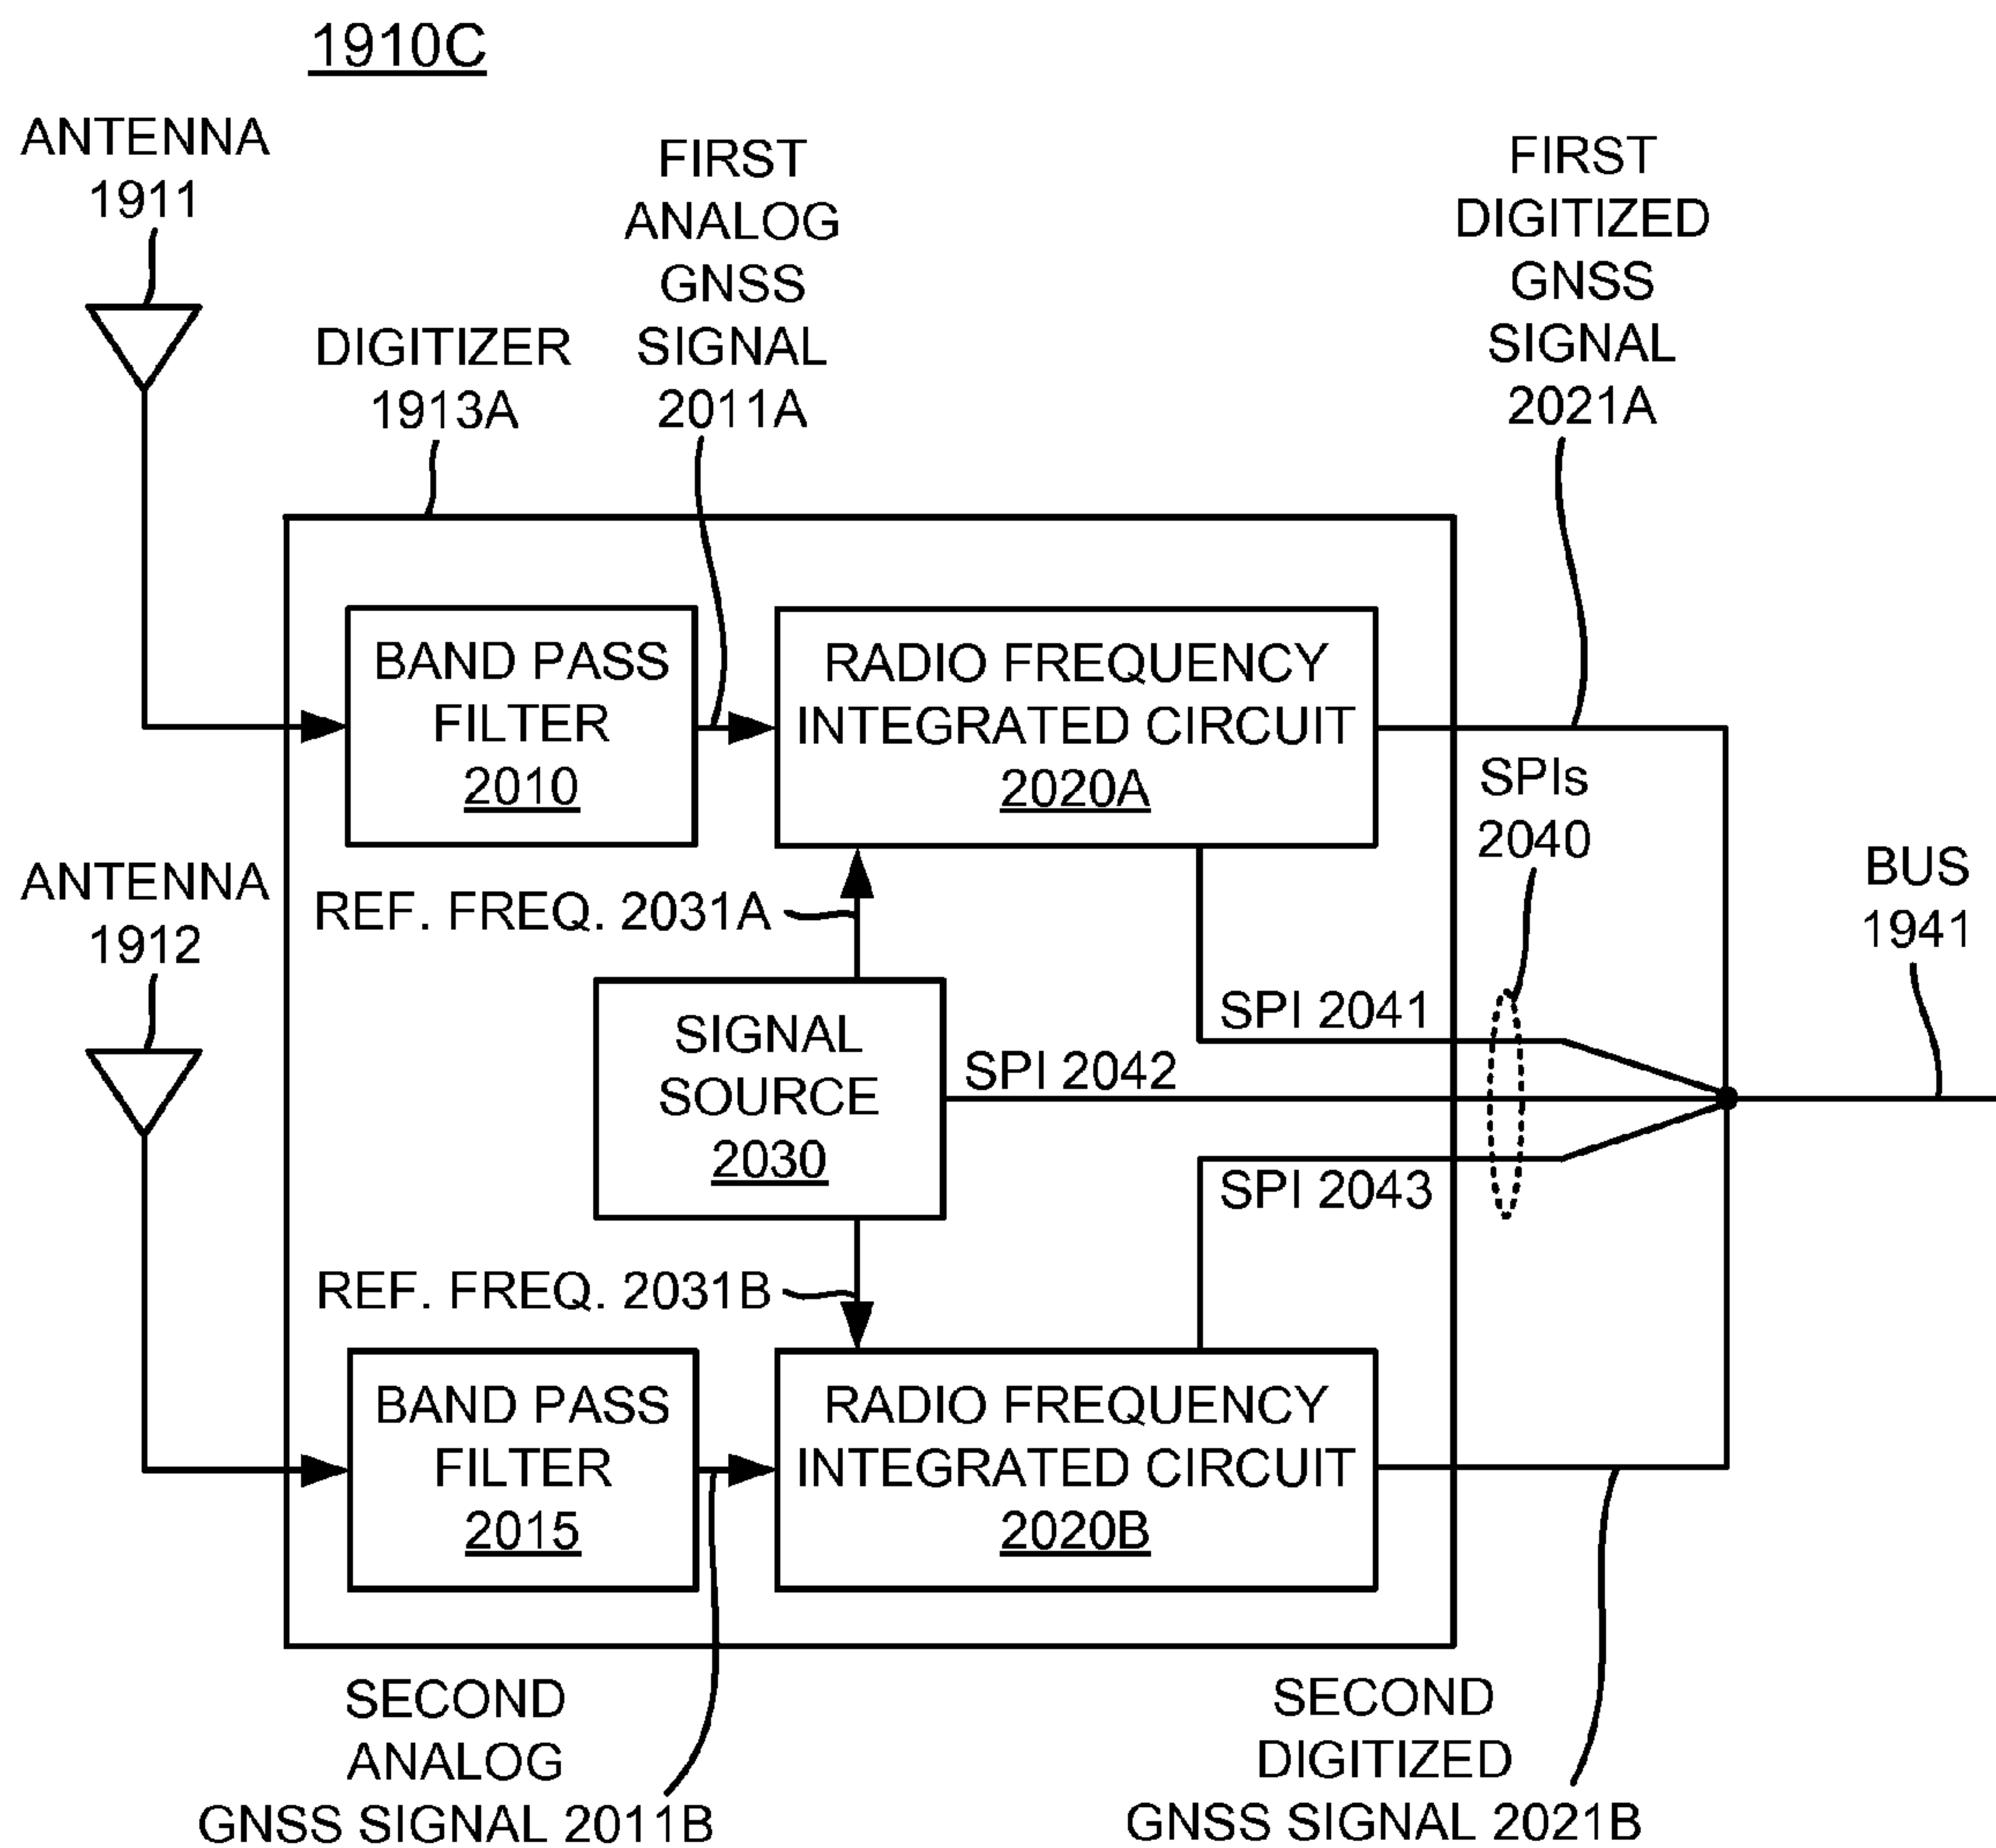 1910C
ANTENNA
1911
FIRST
ANALOG
GNSS
SIGNAL
2011A
FIRST
DIGITIZED
GNSS
SIGNAL
2021A
DIGITIZER
1913A
BAND PASS
FILTER
2010
RADIO FREQUENCY
INTEGRATED CIRCUIT
2020A
SPIs
2040
ANTENNA
1912
REF. FREQ. 2031A
BUS
1941
SIGNAL
SOURCE
2030
SPI 2041
SPI 2042
SPI 2043
REF. FREQ. 2031B
BAND PASS
FILTER
2015
RADIO FREQUENCY
INTEGRATED CIRCUIT
2020B
SECOND
ANALOG
GNSS SIGNAL 2011B
SECOND
DIGITIZED
GNSS SIGNAL 2021B